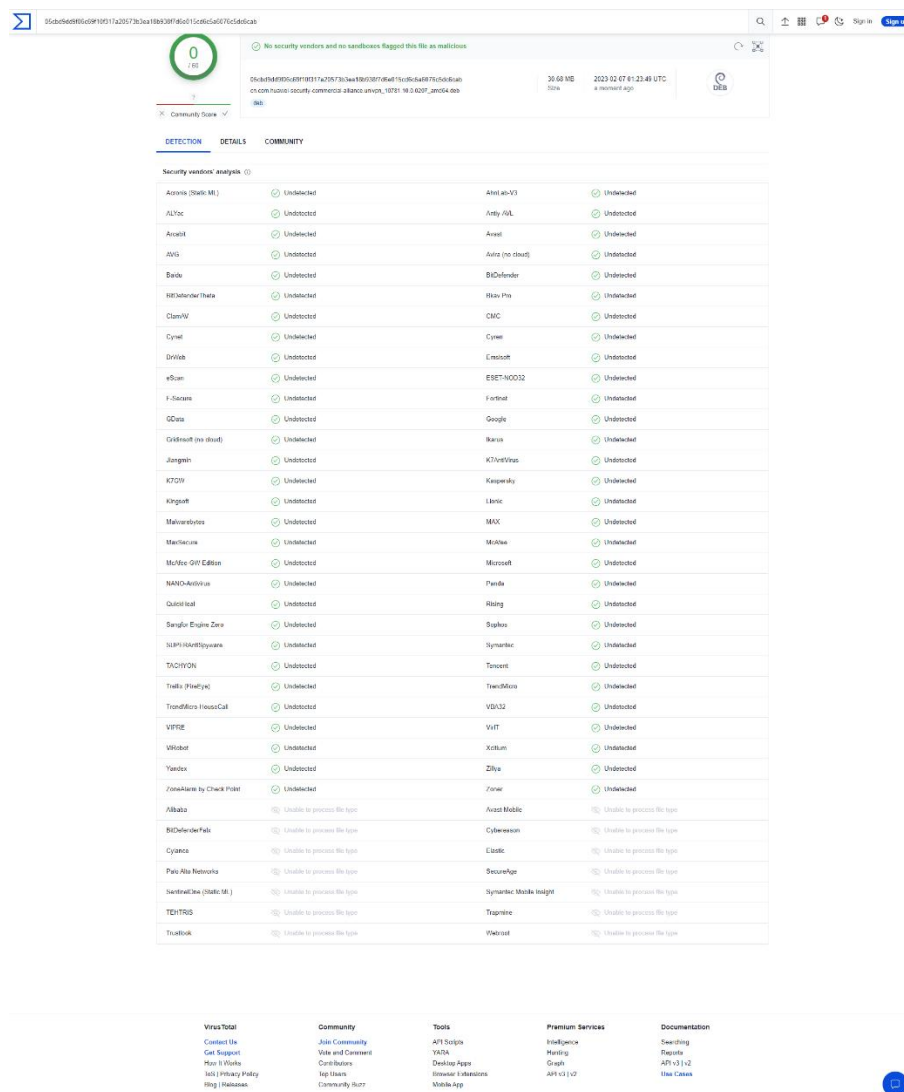 Sign in
Sign u
0
/ 60
No security vendors and no sandboxes flagged this file as malicious
30.60 MB
Size
2023-02-07 01:23:49 UTC
a moment ago
DEB
deb
?
Community Score
DETECTION DETAILS COMMUNITY
Security vendors' analysis
Acronis (Static ML) Undetected AhnLab-V3 Undetected
ALYac Undetected Antiy-AVL Undetected
Arcabit Undetected Avast Undetected
AVG Undetected Avira (no cloud) Undetected
Baidu Undetected BitDefender Undetected
BitDefenderTheta Undetected Bkav Pro Undetected
ClamAV Undetected CMC Undetected
Cynet Undetected Cyren Undetected
DrWeb Undetected Emsisoft Undetected
eScan Undetected ESET-NOD32 Undetected
F-Secure Undetected Fortinet Undetected
GData Undetected Google Undetected
Gridinsoft (no cloud) Undetected Ikarus Undetected
Jiangmin Undetected K7AntiVirus Undetected
K7GW Undetected Kaspersky Undetected
Kingsoft Undetected Lionic Undetected
Malwarebytes Undetected MAX Undetected
MaxSecure Undetected McAfee Undetected
McAfee-GW-Edition Undetected Microsoft Undetected
NANO-Antivirus Undetected Panda Undetected
QuickHeal Undetected Rising Undetected
Sangfor Engine Zero Undetected Sophos Undetected
SUPERAntiSpyware Undetected Symantec Undetected
TACHYON Undetected Tencent Undetected
Trellix (FireEye) Undetected TrendMicro Undetected
TrendMicro-HouseCall Undetected VBA32 Undetected
VIPRE Undetected VirIT Undetected
ViRobot Undetected Xcitium Undetected
Yandex Undetected Zillya Undetected
ZoneAlarm by Check Point Undetected Zoner Undetected
Alibaba Unable to process file type Avast-Mobile Unable to process file type
BitDefenderFalx Unable to process file type Cybereason Unable to process file type
Cylance Unable to process file type Elastic Unable to process file type
Palo Alto Networks Unable to process file type SecureAge Unable to process file type
SentinelOne (Static ML) Unable to process file type Symantec Mobile Insight Unable to process file type
TEHTRIS Unable to process file type Trapmine Unable to process file type
Trustlook Unable to process file type Webroot Unable to process file type
VirusTotal Community Tools Premium Services Documentation
Contact Us Join Community API Scripts Intelligence Searching
Get Support Vote and Comment YARA Hunting Reports
How It Works Contributors Desktop Apps Graph API v3 | v2
ToS | Privacy Policy Top Users Browser Extensions API v3 | v2 Use Cases
Blog | Releases Community Buzz Mobile App